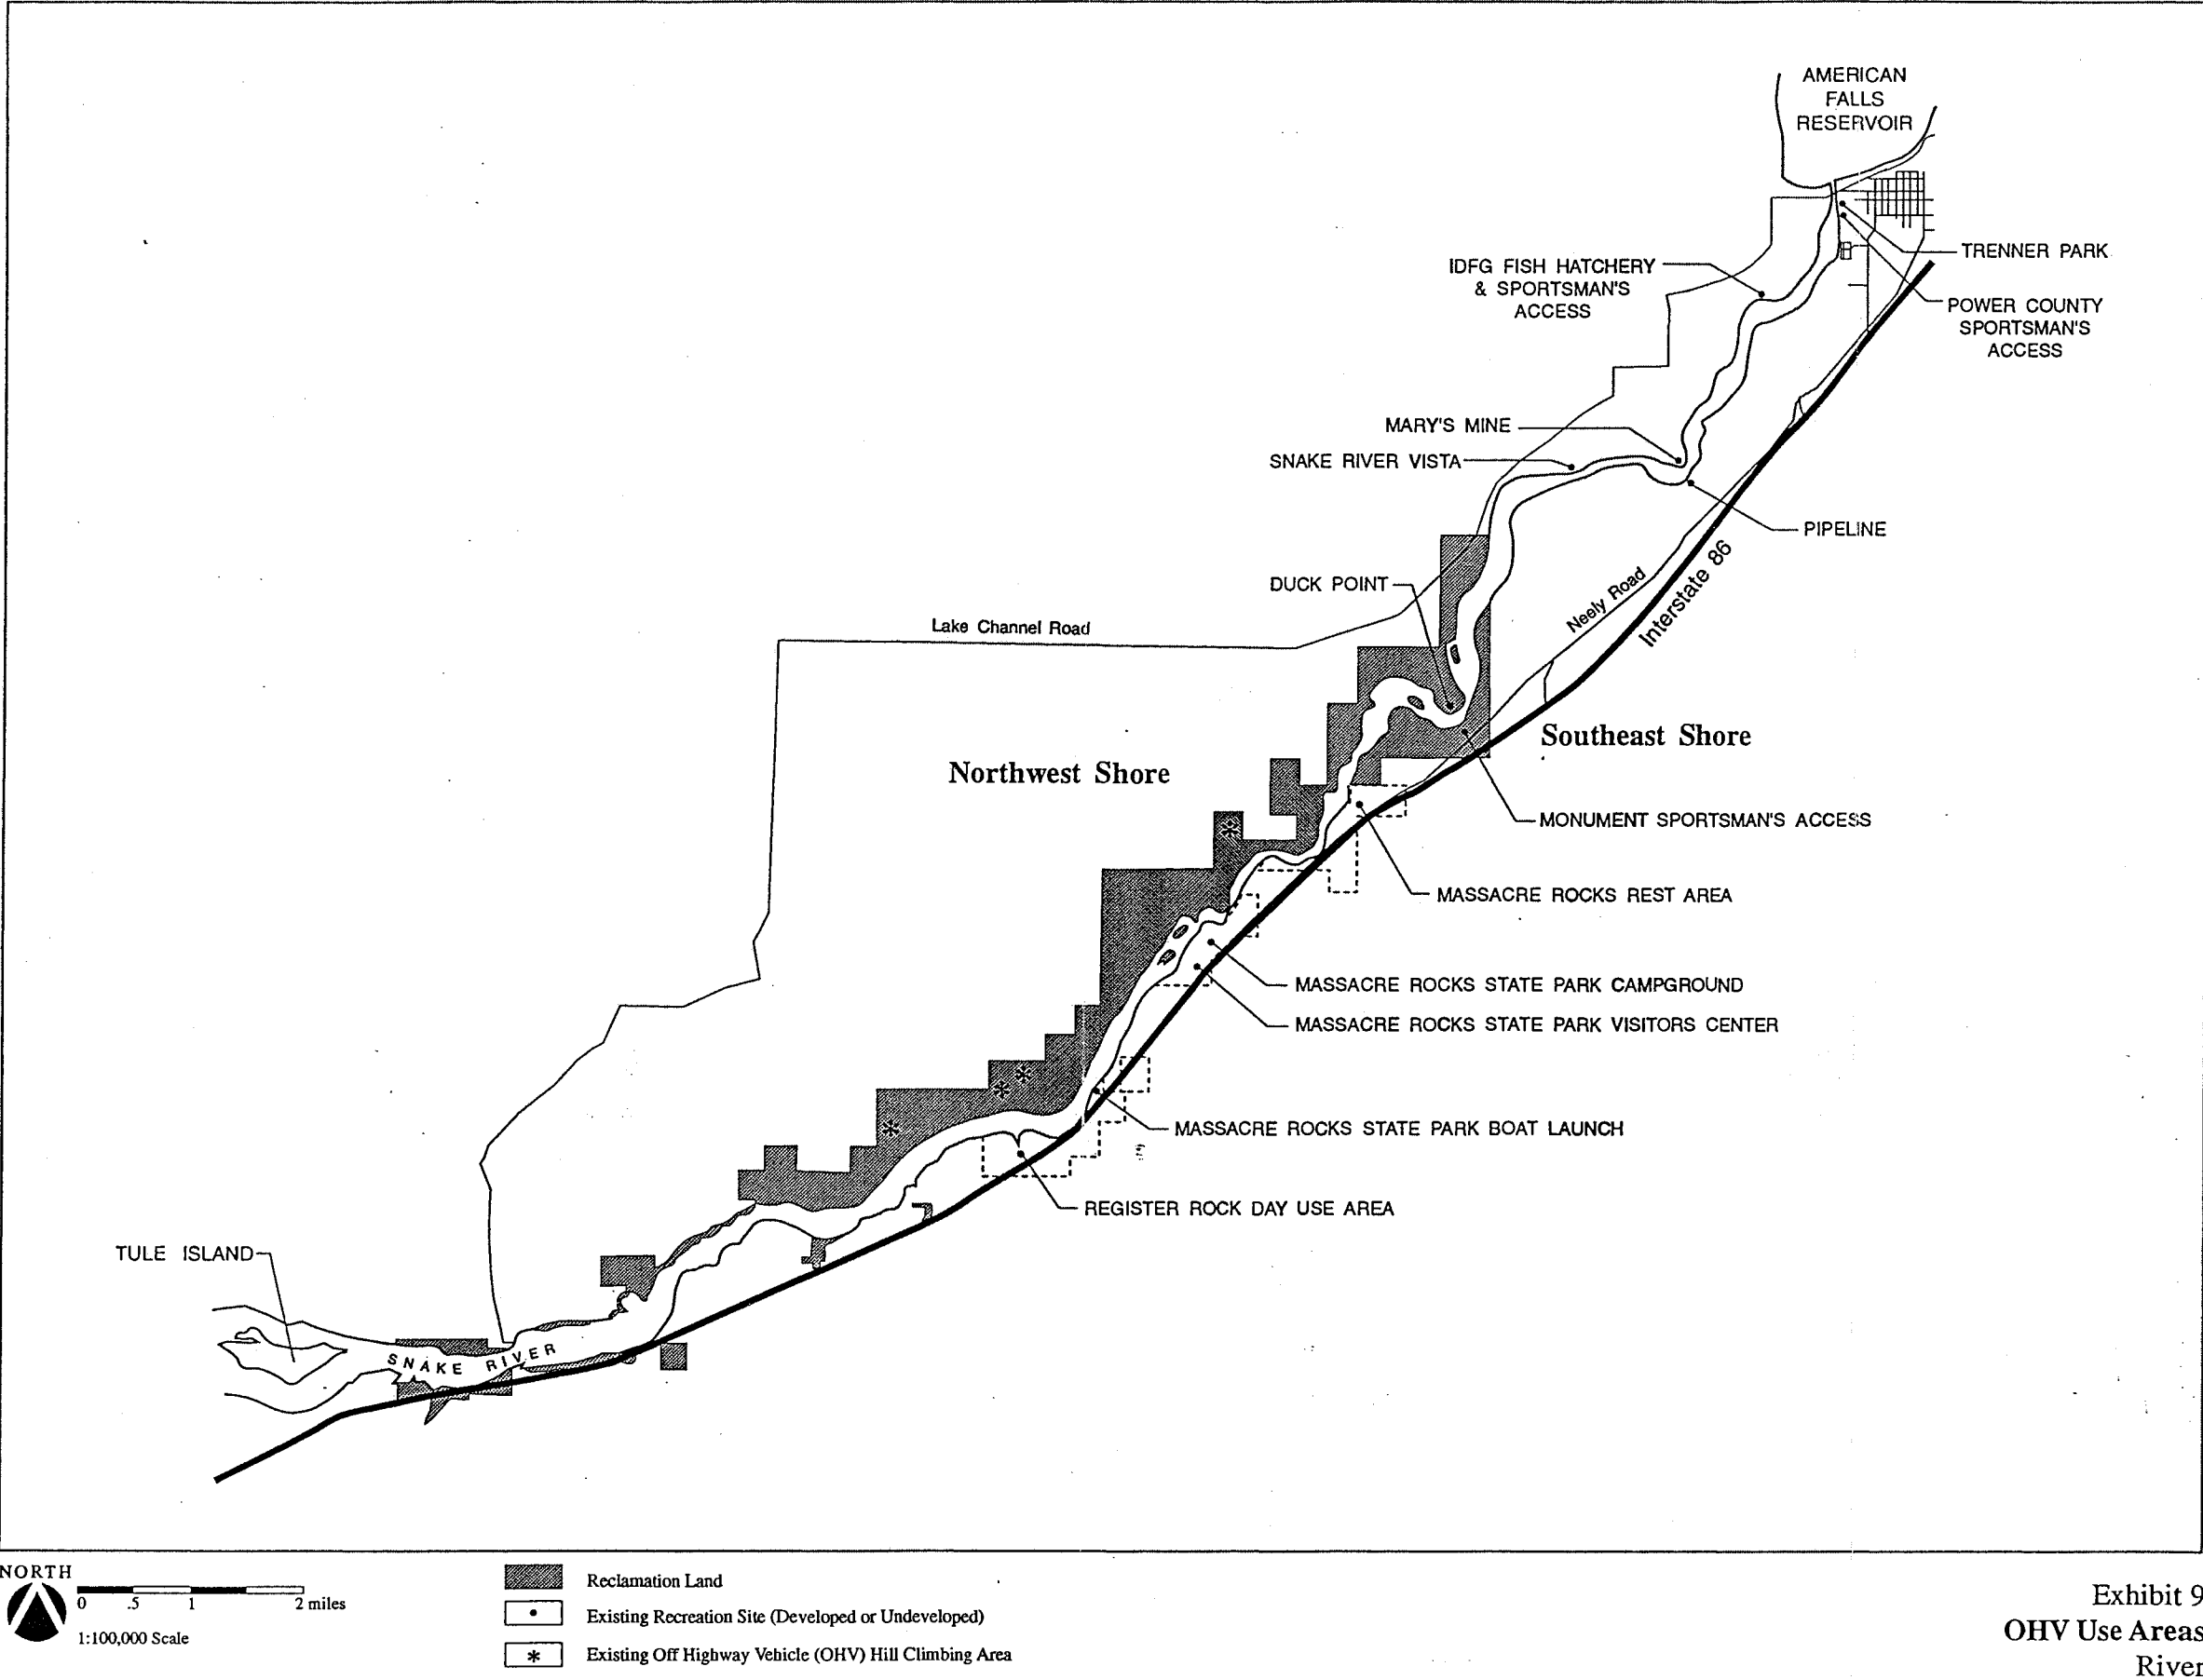 AMERICAN
FALLS
RESERVOIR
TRENNER PARK
IDFG FISH HATCHERY
& SPORTSMAN'S
ACCESS
POWER COUNTY
SPORTSMAN'S
ACCESS
MARY'S MINE
SNAKE RIVER VISTA
PIPELINE
DUCK POINT
Neely Road
Interstate 86
Lake Channel Road
Southeast Shore
Northwest Shore
MONUMENT SPORTSMAN'S ACCESS
MASSACRE ROCKS REST AREA
MASSACRE ROCKS STATE PARK CAMPGROUND
MASSACRE ROCKS STATE PARK VISITORS CENTER
MASSACRE ROCKS STATE PARK BOAT LAUNCH
REGISTER ROCK DAY USE AREA
TULE ISLAND
SNAKE RIVER
NORTH
0 .5 1 2 miles
1:100,000 Scale
Reclamation Land
Existing Recreation Site (Developed or Undeveloped)
Existing Off Highway Vehicle (OHV) Hill Climbing Area
Exhibit 9
OHV Use Areas
River